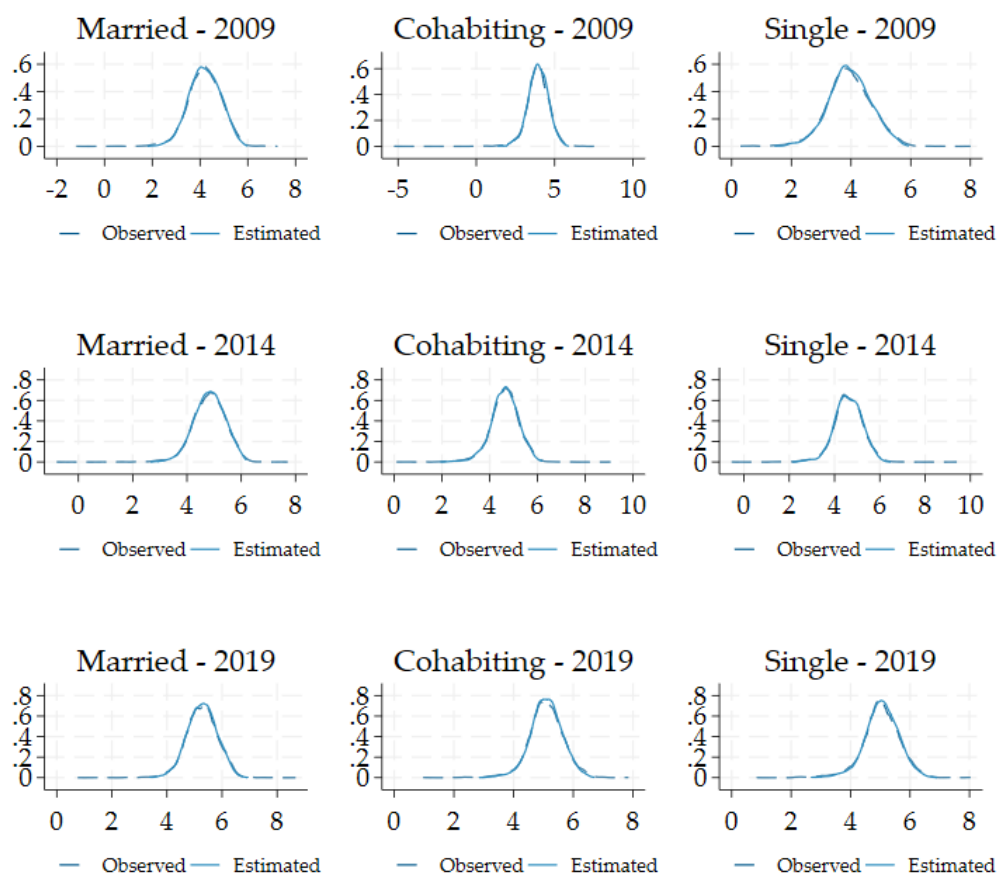 Married - 2009 Cohabiting - 2009 Single - 2009
.6 .6 .6
.4 .4 .4
.2 .2 .2
0 0 0
-2 0 2 4 6 8 -5 0 5 10 0 2 4 6 8
Observed Estimated Observed Estimated Observed Estimated
Married - 2014 Cohabiting - 2014 Single - 2014
.8 .8 .8
.6 .6 .6
.4 .4 .4
.2 .2 .2
0 0 0
0 2 4 6 8 0 2 4 6 8 10 0 2 4 6 8 10
Observed Estimated Observed Estimated Observed Estimated
Married - 2019 Cohabiting - 2019 Single - 2019
.8 .8 .8
.6 .6 .6
.4 .4 .4
.2 .2 .2
0 0 0
0 2 4 6 8 0 2 4 6 8 0 2 4 6 8
Observed Estimated Observed Estimated Observed Estimated